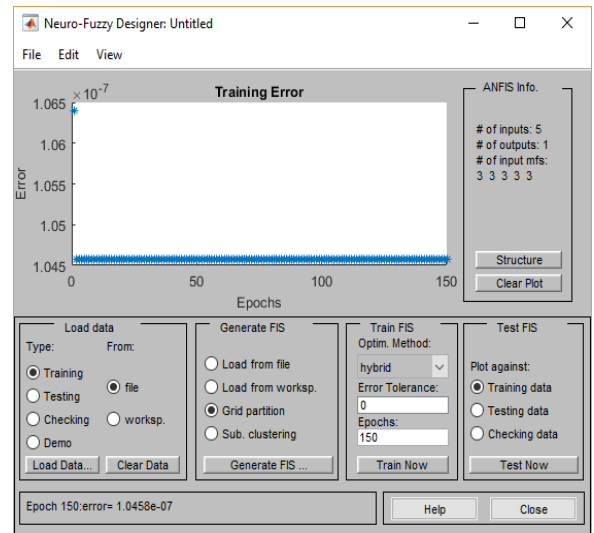 Neuro-Fuzzy Designer: Untitled
File Edit View
Training Error
×10-7
1.065
1.06
1.055
1.05
1.045
Error
0 50 100 150
Epochs
ANFIS Info.
# of inputs: 5
# of outputs: 1
# of input mfs:
3 3 3 3 3
Structure
Clear Plot
Load data
Type: From:
Training
Testing
Checking
Demo
file
worksp.
Load Data... Clear Data
Generate FIS
Load from file
Load from worksp.
Grid partition
Sub. clustering
Generate FIS ...
Train FIS
Optim. Method:
hybrid
Error Tolerance:
0
Epochs:
150
Train Now
Test FIS
Plot against:
Training data
Testing data
Checking data
Test Now
Epoch 150:error= 1.0458e-07
Help Close